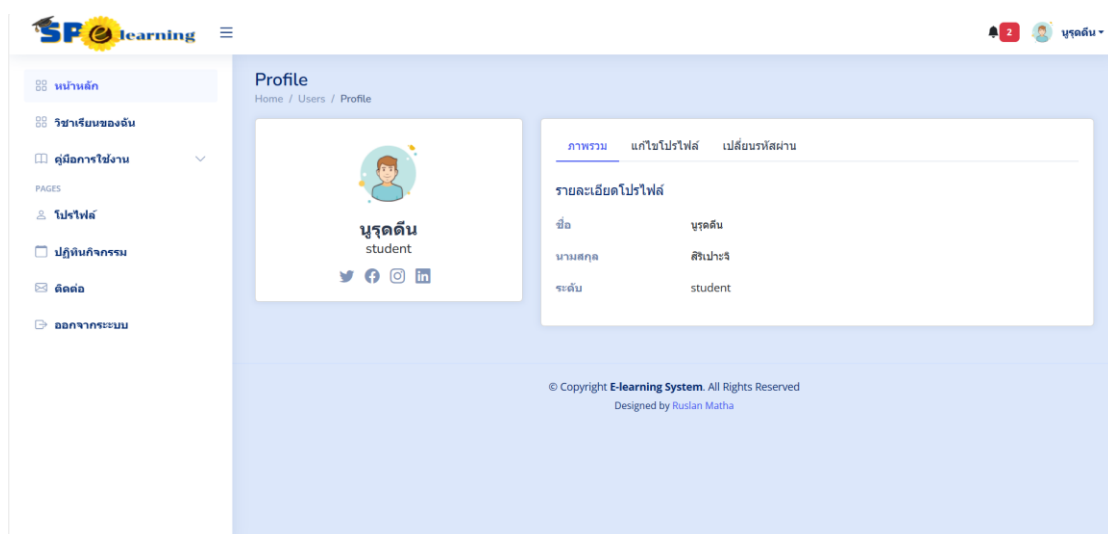 SP e learning
2
นูรุดดีน
หน้าหลัก
วิชาเรียนของฉัน
คู่มือการใช้งาน
PAGES
โปรไฟล์
ปฏิทินกิจกรรม
ติดต่อ
ออกจากระะบบ
Profile
Home / Users / Profile
นูรุดดีน
student
ภาพรวม แก้ไขโปรไฟล์ เปลี่ยนรหัสผ่าน
รายละเอียดโปรไฟล์
ชื่อ นูรุดดีน
นามสกุล สิริเปาะจิ
ระดับ student
© Copyright E-learning System. All Rights Reserved
Designed by Ruslan Matha